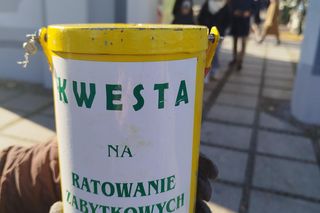 KWESTA
NA
RATOWANIE
ZABYTKOWYCH